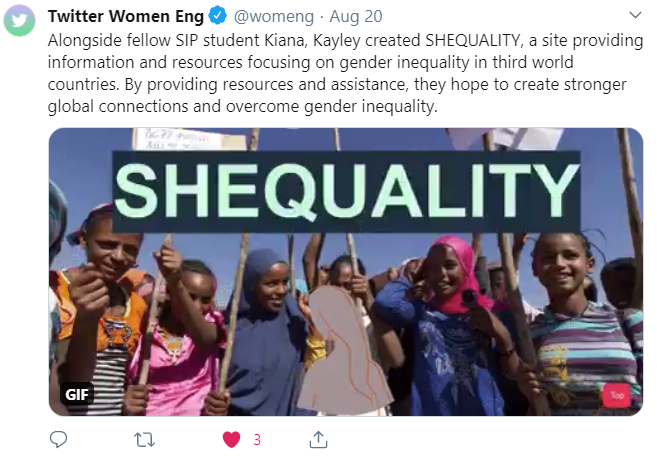 Twitter Women Eng @womeng · Aug 20
Alongside fellow SIP student Kiana, Kayley created SHEQUALITY, a site providing
information and resources focusing on gender inequality in third world
countries. By providing resources and assistance, they hope to create stronger
global connections and overcome gender inequality.
SHEQUALITY
GIF
Top
3